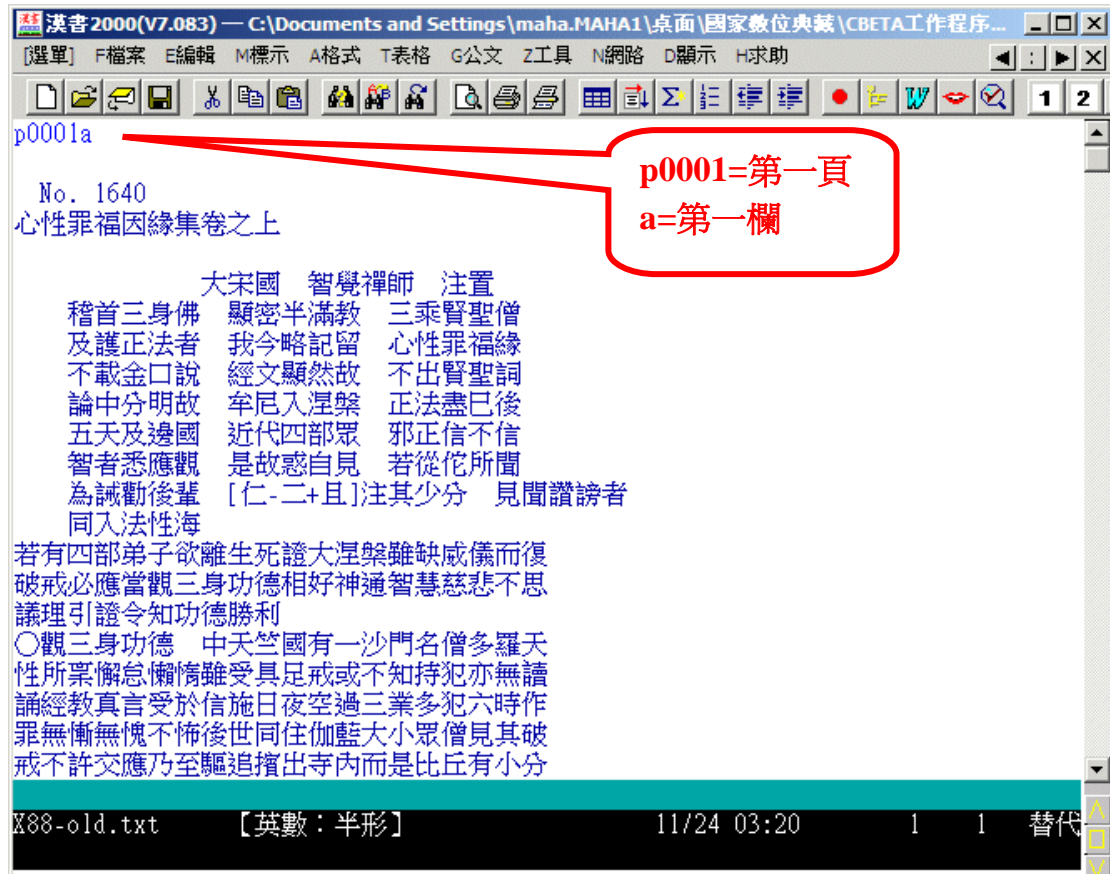 漢書2000(V7.083) — C:\Documents and Settings\maha.MAHA1\桌面\國家數位典藏\CBETA工作程序...
[選單] F檔案 E編輯 M標示 A格式 T表格 G公文 Z工具 N網路 D顯示 H求助
1 2
p0001a
p0001=第一頁
a=第一欄
No. 1640
心性罪福因緣集卷之上
大宋國 智覺禪師 注置
稽首三身佛 顯密半滿教 三乘賢聖僧
及護正法者 我今略記留 心性罪福緣
不載金口說 經文顯然故 不出賢聖詞
論中分明故 牟尼入涅槃 正法盡已後
五天及邊國 近代四部眾 邪正信不信
智者悉應觀 是故惑自見 若從佗所聞
為誡勸後輩 [仁-二+且]注其少分 見聞讚謗者
同入法性海
若有四部弟子欲離生死證大涅槃雖缺威儀而復
破戒必應當觀三身功德相好神通智慧慈悲不思
議理引證令知功德勝利
○觀三身功德 中天竺國有一沙門名僧多羅天
性所稟懈怠懶惰雖受具足戒或不知持犯亦無讀
誦經教真言受於信施日夜空過三業多犯六時作
罪無慚無愧不怖後世同住伽藍大小眾僧見其破
戒不許交應乃至驅追擯出寺內而是比丘有小分
X88-old.txt 【英數：半形】 11/24 03:20 1 1 替代